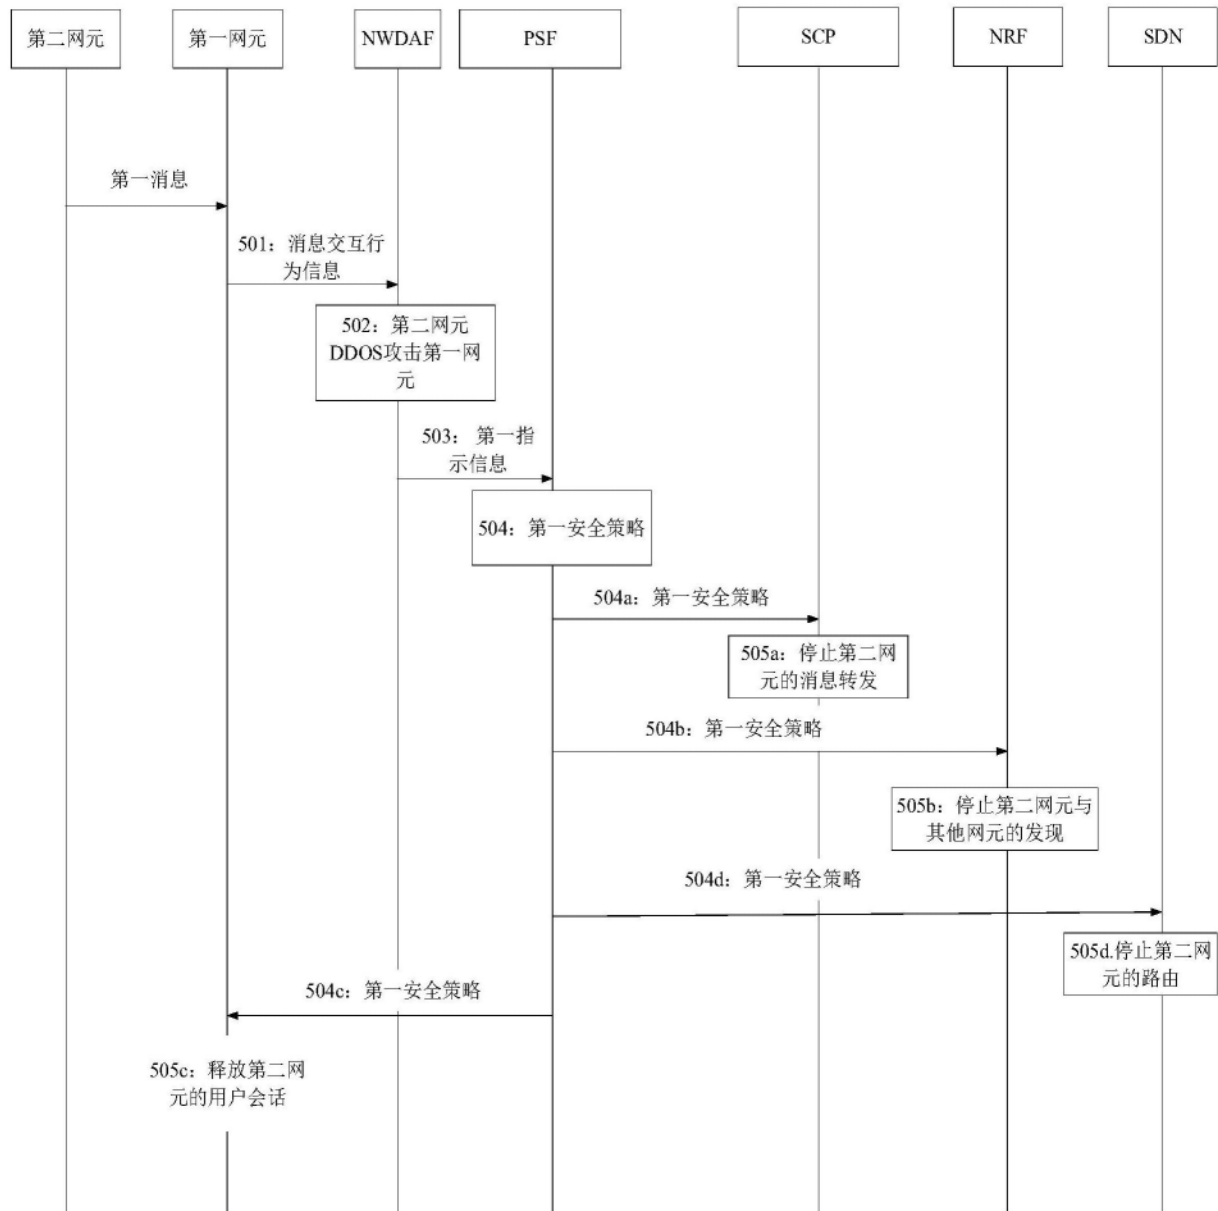 第二网元
第一网元
NWDAF
PSF
SCP
NRF
SDN
第一消息
501：消息交互行
为信息
502：第二网元
DDOS攻击第一网
元
503： 第一指
示信息
504：第一安全策略
504a：第一安全策略
505a：停止第二网
元的消息转发
504b：第一安全策略
505b：停止第二网元与
其他网元的发现
504d：第一安全策略
505d.停止第二网
元的路由
504c：第一安全策略
505c：释放第二网
元的用户会话